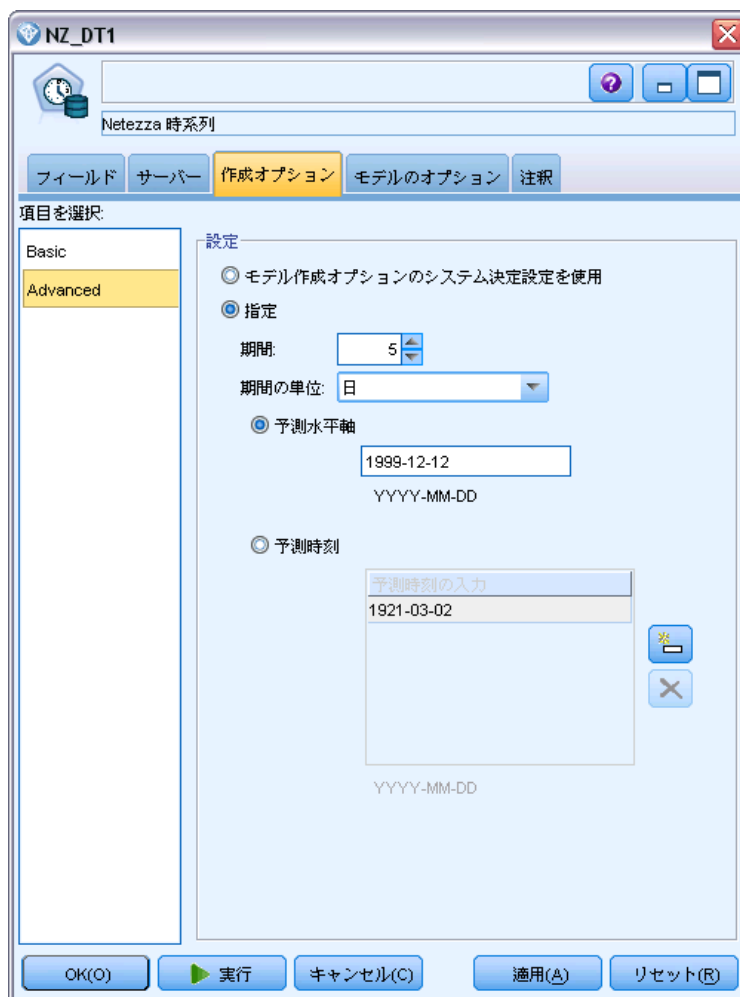 NZ_DT1
Netezza 時系列
フィールド サーバー 作成オプション モデルのオプション 注釈
項目を選択:
Basic
Advanced
設定
モデル作成オプションのシステム決定設定を使用
指定
期間: 5
期間の単位: 日
予測水平軸
1999-12-12
YYYY-MM-DD
予測時刻
予測時刻の入力
1921-03-02
YYYY-MM-DD
OK(O) 実行 キャンセル(C) 適用(A) リセット(R)